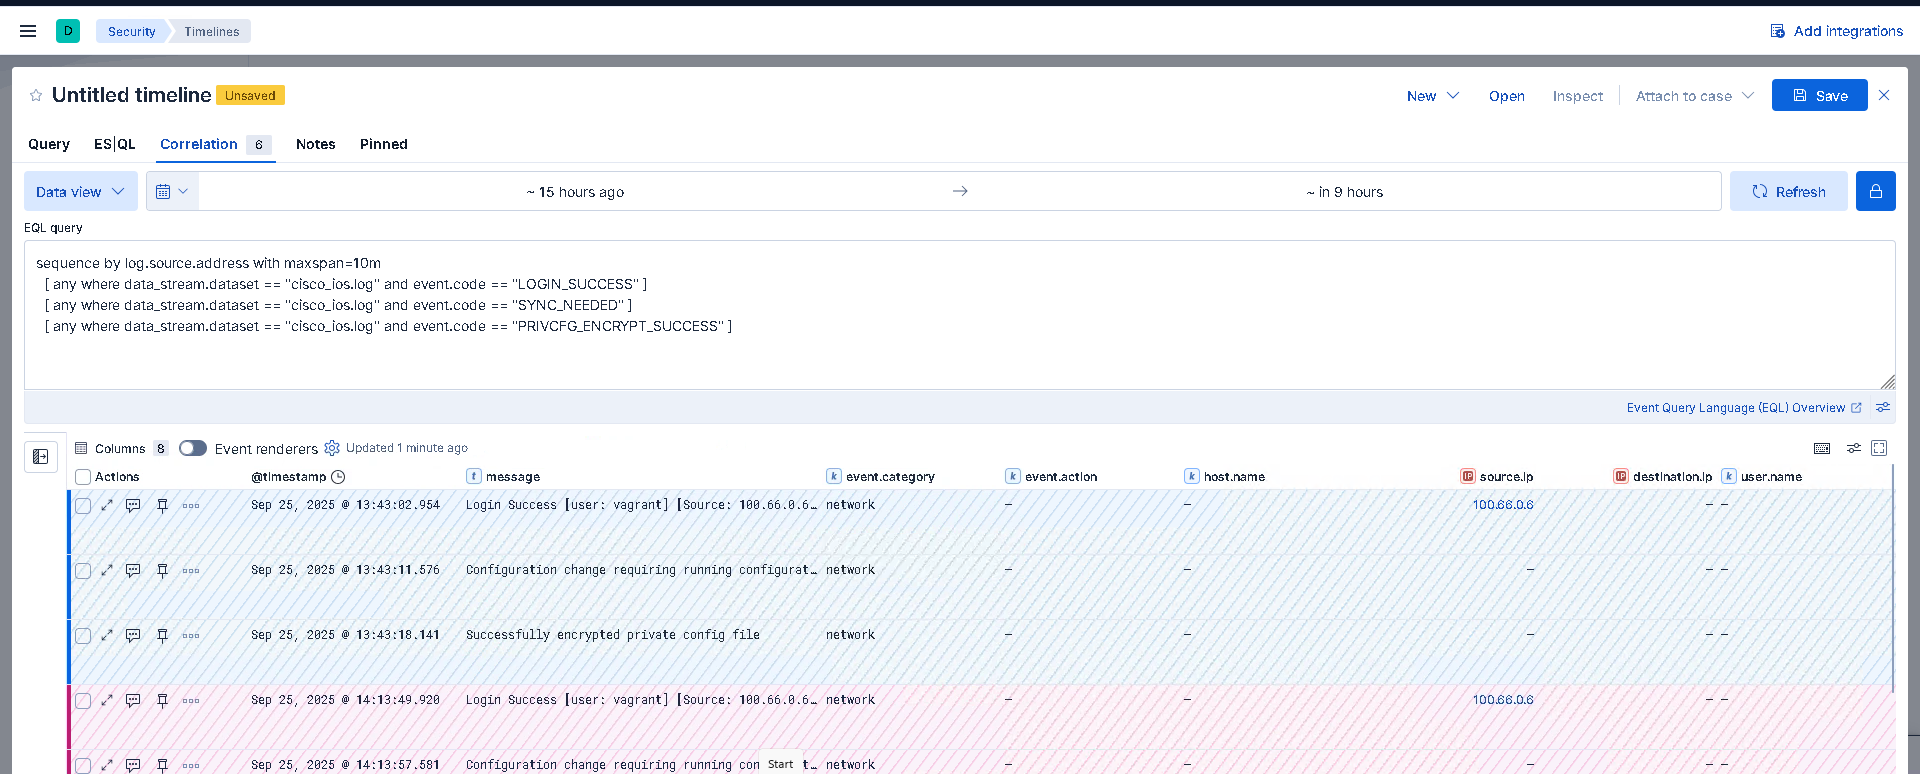 D Security Timelines Add integrations
Untitled timeline Unsaved New Open Inspect Attach to case Save
Query ES|QL Correlation 6 Notes Pinned
Data view ~ 15 hours ago → ~ in 9 hours Refresh
EQL query
sequence by log.source.address with maxspan=10m
[ any where data_stream.dataset == "cisco_ios.log" and event.code == "LOGIN_SUCCESS" ]
[ any where data_stream.dataset == "cisco_ios.log" and event.code == "SYNC_NEEDED" ]
[ any where data_stream.dataset == "cisco_ios.log" and event.code == "PRIVCFG_ENCRYPT_SUCCESS" ]
Event Query Language (EQL) Overview
Columns 8 Event renderers Updated 1 minute ago
Actions @timestamp t message k event.category k event.action k host.name IP source.ip IP destination.ip k user.name
Sep 25, 2025 @ 13:43:02.954 Login Success [user: vagrant] [Source: 100.66.0.6… network — — 100.66.0.6 — —
Sep 25, 2025 @ 13:43:11.576 Configuration change requiring running configurat… network — — — — —
Sep 25, 2025 @ 13:43:18.141 Successfully encrypted private config file network — — — — —
Sep 25, 2025 @ 14:13:49.920 Login Success [user: vagrant] [Source: 100.66.0.6… network — — 100.66.0.6 — —
Sep 25, 2025 @ 14:13:57.581 Configuration change requiring running con Start t… network — — — — —